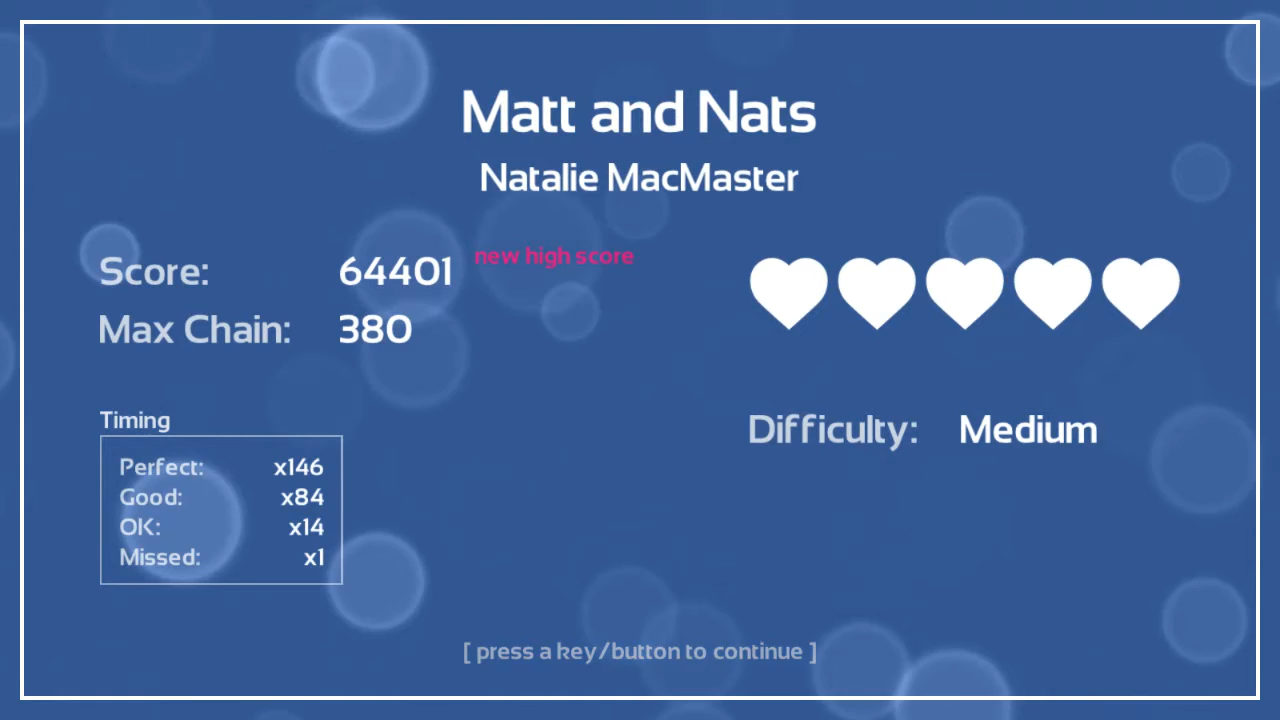 Matt and Nats
Natalie MacMaster
Score: 64401 new high score
Max Chain: 380
Timing
Perfect: x146
Good: x84
OK: x14
Missed: x1
Difficulty: Medium
[ press a key/button to continue ]